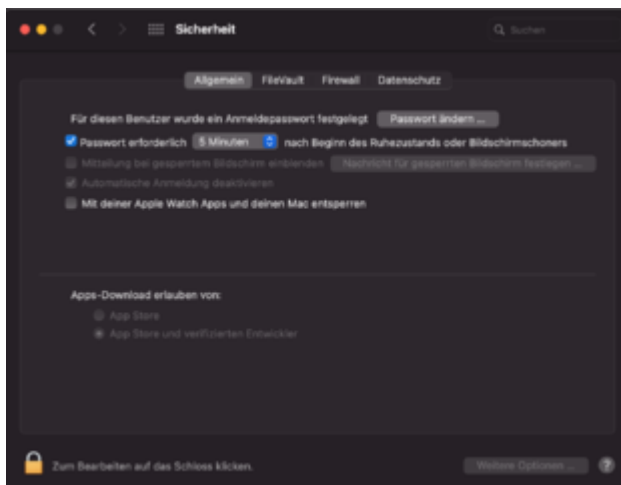 Sicherheit
Suchen
Allgemein FileVault Firewall Datenschutz
Für diesen Benutzer wurde ein Anmeldepasswort festgelegt Passwort ändern ...
Passwort erforderlich 5 Minuten nach Beginn des Ruhezustands oder Bildschirmschoners
Mitteilung bei gesperrtem Bildschirm einblenden Nachricht für gesperrten Bildschirm festlegen ...
Automatische Anmeldung deaktivieren
Mit deiner Apple Watch Apps und deinen Mac entsperren
Apps-Download erlauben von:
App Store
App Store und verifizierten Entwickler
Zum Bearbeiten auf das Schloss klicken.
Weitere Optionen ... ?